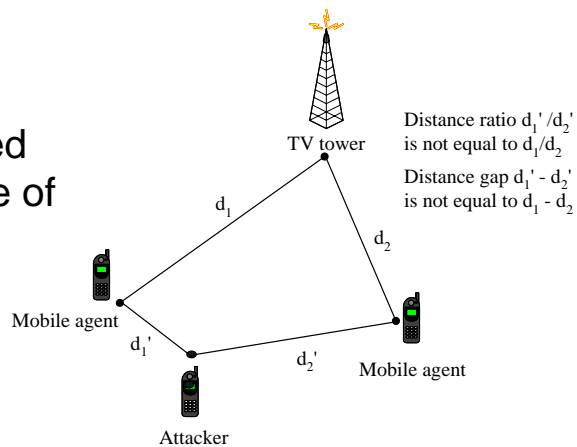 ed
e of
TV tower
Distance ratio d₁' /d₂'
is not equal to d₁/d₂
Distance gap d₁' - d₂'
is not equal to d₁ - d₂
d₁
d₂
Mobile agent
d₁'
d₂'
Mobile agent
Attacker